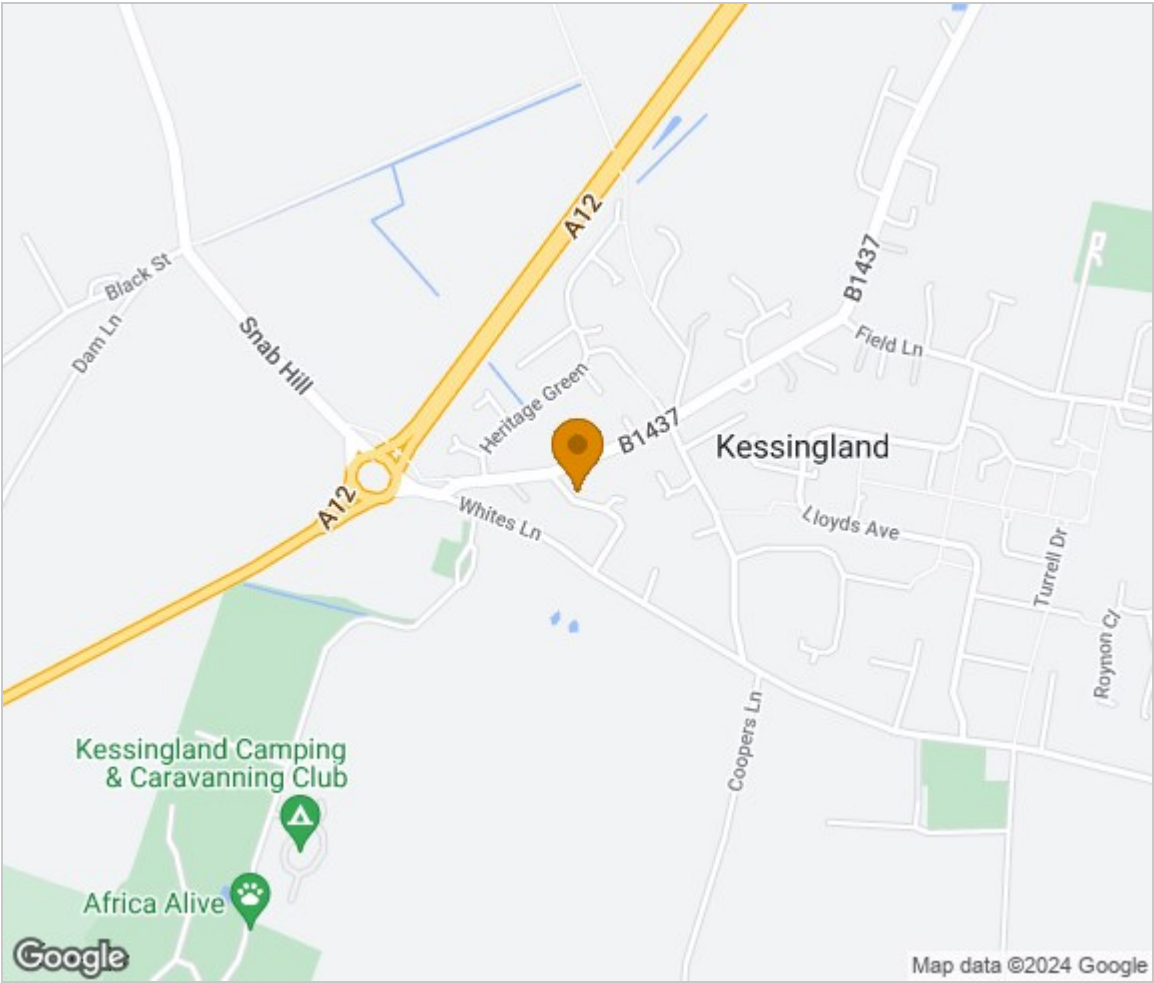 A12
B1437
Black St
Dam Ln
Snab Hill
Field Ln
Heritage Green
B1437
Kessingland
A12
Whites Ln
Lloyds Ave
Turrell Dr
Roynon Cl
Coopers Ln
Kessingland Camping
& Caravanning Club
Africa Alive
Google
Map data ©2024 Google